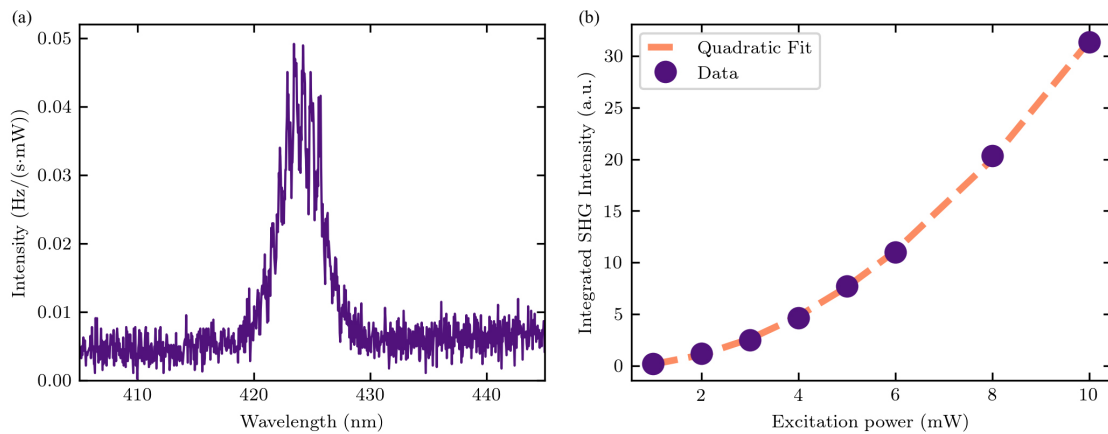 (a)
0.05
0.04
0.03
0.02
0.01
0.00
Intensity (Hz/(s·mW))
410
420
430
440
Wavelength (nm)
(b)
30
25
20
15
10
5
0
Integrated SHG Intensity (a.u.)
Quadratic Fit
Data
2
4
6
8
10
Excitation power (mW)